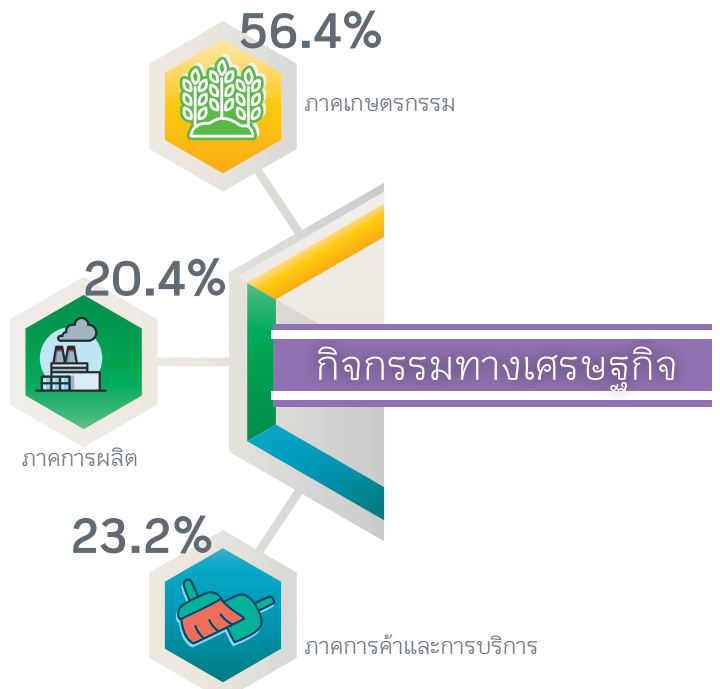 56.4%
ภาคเกษตรกรรม
20.4%
กิจกรรมทางเศรษฐกิจ
ภาคการผลิต
23.2%
ภาคการค้าและการบริการ